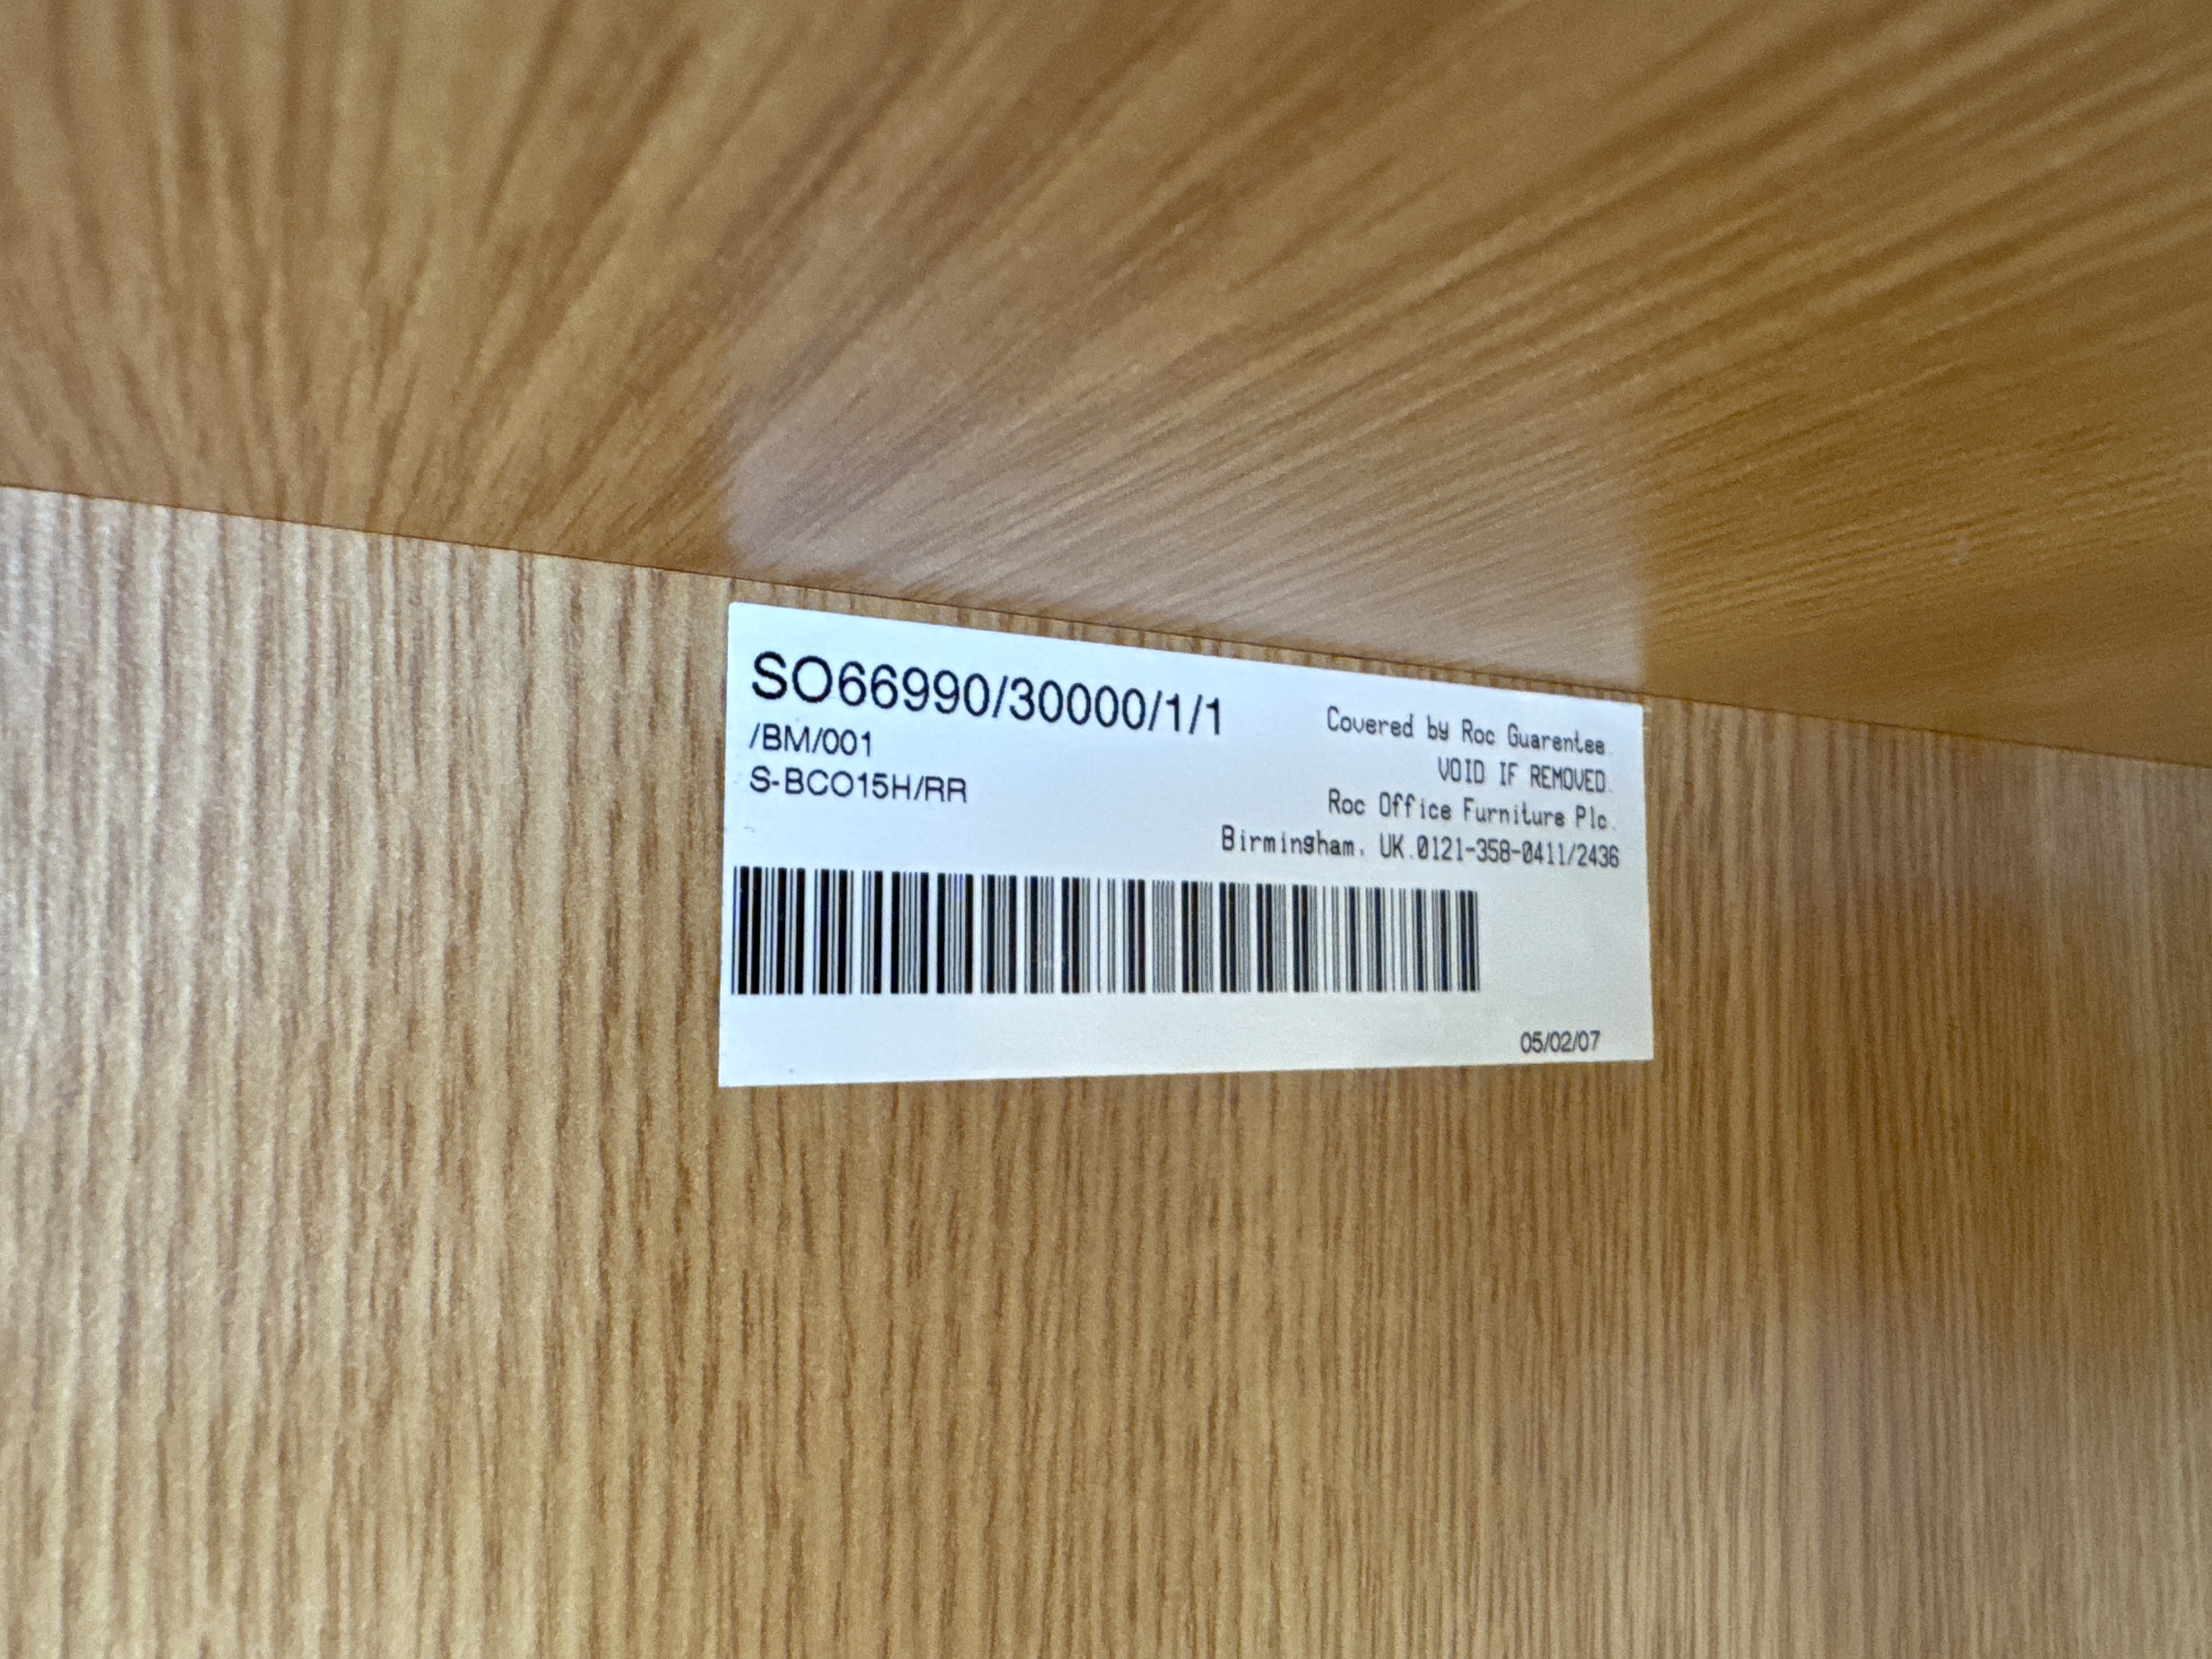 SO66990/30000/1/1
/BM/001
S-BCO15H/RR
Covered by Roc Guarentee.
VOID IF REMOVED.
Roc Office Furniture Plc.
Birmingham, UK.0121-358-0411/2436
05/02/07